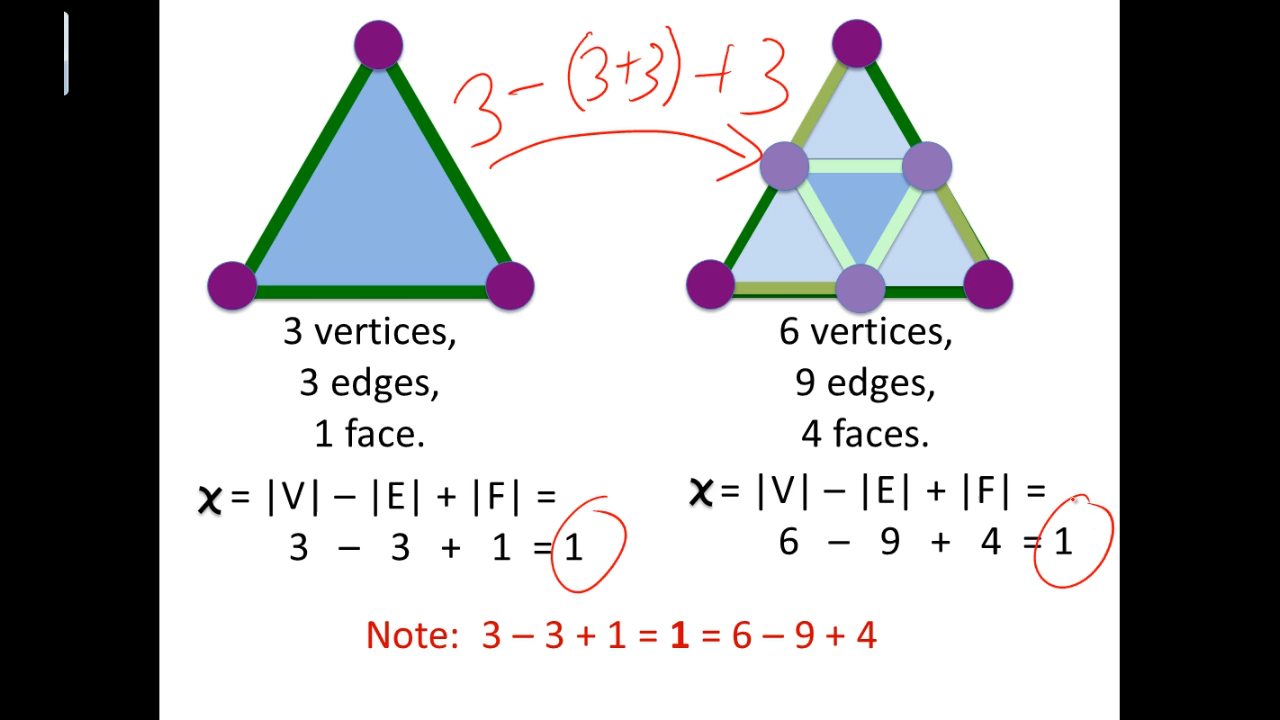 3 – (3+3) + 3
3 vertices,
3 edges,
1 face.
χ = |V| – |E| + |F| =
3 – 3 + 1 = 1
6 vertices,
9 edges,
4 faces.
χ = |V| – |E| + |F| =
6 – 9 + 4 = 1
Note: 3 – 3 + 1 = 1 = 6 – 9 + 4